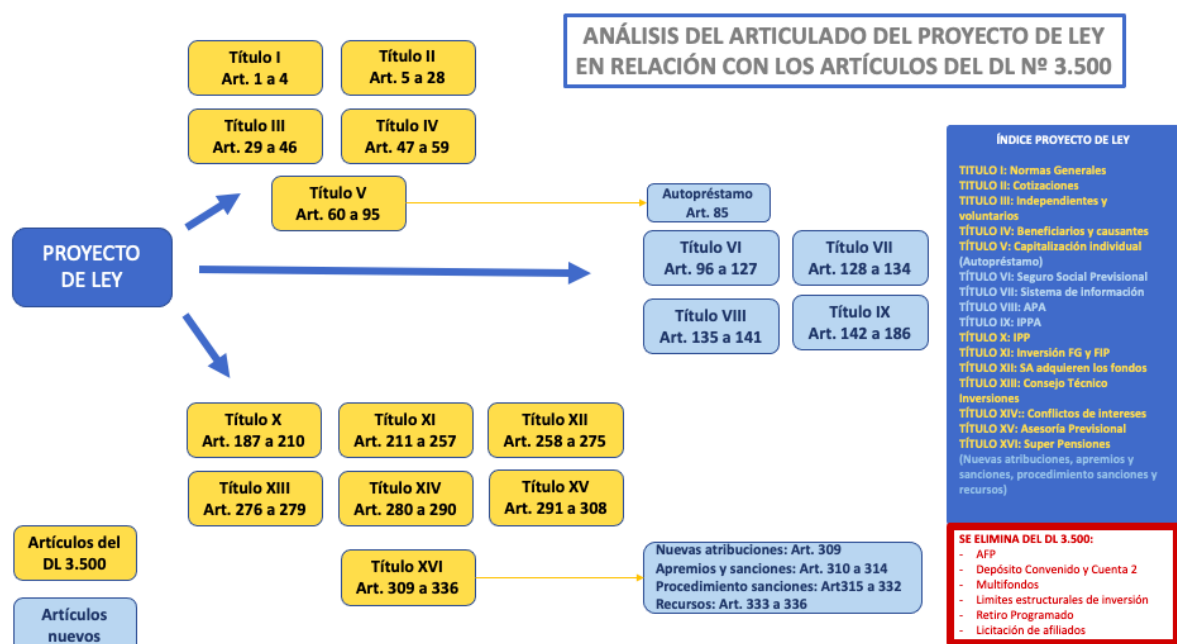 ANÁLISIS DEL ARTICULADO DEL PROYECTO DE LEY
EN RELACIÓN CON LOS ARTÍCULOS DEL DL Nº 3.500
Título I
Art. 1 a 4
Título II
Art. 5 a 28
Título III
Art. 29 a 46
Título IV
Art. 47 a 59
Título V
Art. 60 a 95
Autopréstamo
Art. 85
PROYECTO
DE LEY
Título VI
Art. 96 a 127
Título VII
Art. 128 a 134
Título VIII
Art. 135 a 141
Título IX
Art. 142 a 186
Título X
Art. 187 a 210
Título XI
Art. 211 a 257
Título XII
Art. 258 a 275
Título XIII
Art. 276 a 279
Título XIV
Art. 280 a 290
Título XV
Art. 291 a 308
Título XVI
Art. 309 a 336
Nuevas atribuciones: Art. 309
Apremios y sanciones: Art. 310 a 314
Procedimiento sanciones: Art315 a 332
Recursos: Art. 333 a 336
Artículos del
DL 3.500
Artículos
nuevos
ÍNDICE PROYECTO DE LEY
TITULO I: Normas Generales
TITULO II: Cotizaciones
TITULO III: Independientes y
voluntarios
TÍTULO IV: Beneficiarios y causantes
TÍTULO V: Capitalización individual
(Autopréstamo)
TÍTULO VI: Seguro Social Previsional
TÍTULO VII: Sistema de información
TÍTULO VIII: APA
TÍTULO IX: IPPA
TÍTULO X: IPP
TÍTULO XI: Inversión FG y FIP
TÍTULO XII: SA adquieren los fondos
TÍTULO XIII: Consejo Técnico
Inversiones
TÍTULO XIV:: Conflictos de intereses
TÍTULO XV: Asesoría Previsional
TÍTULO XVI: Super Pensiones
(Nuevas atribuciones, apremios y
sanciones, procedimiento sanciones y
recursos)
SE ELIMINA DEL DL 3.500:
- AFP
- Depósito Convenido y Cuenta 2
- Multifondos
- Limites estructurales de inversión
- Retiro Programado
- Licitación de afiliados